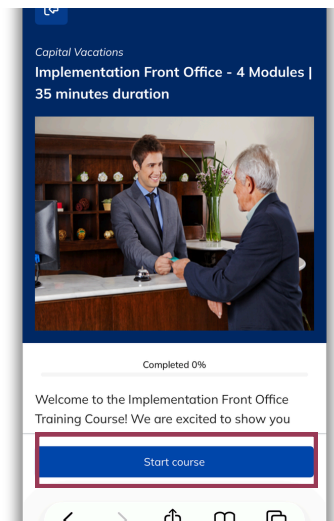 Capital Vacations
Implementation Front Office - 4 Modules |
35 minutes duration
Completed 0%
Welcome to the Implementation Front Office
Training Course! We are excited to show you
Start course